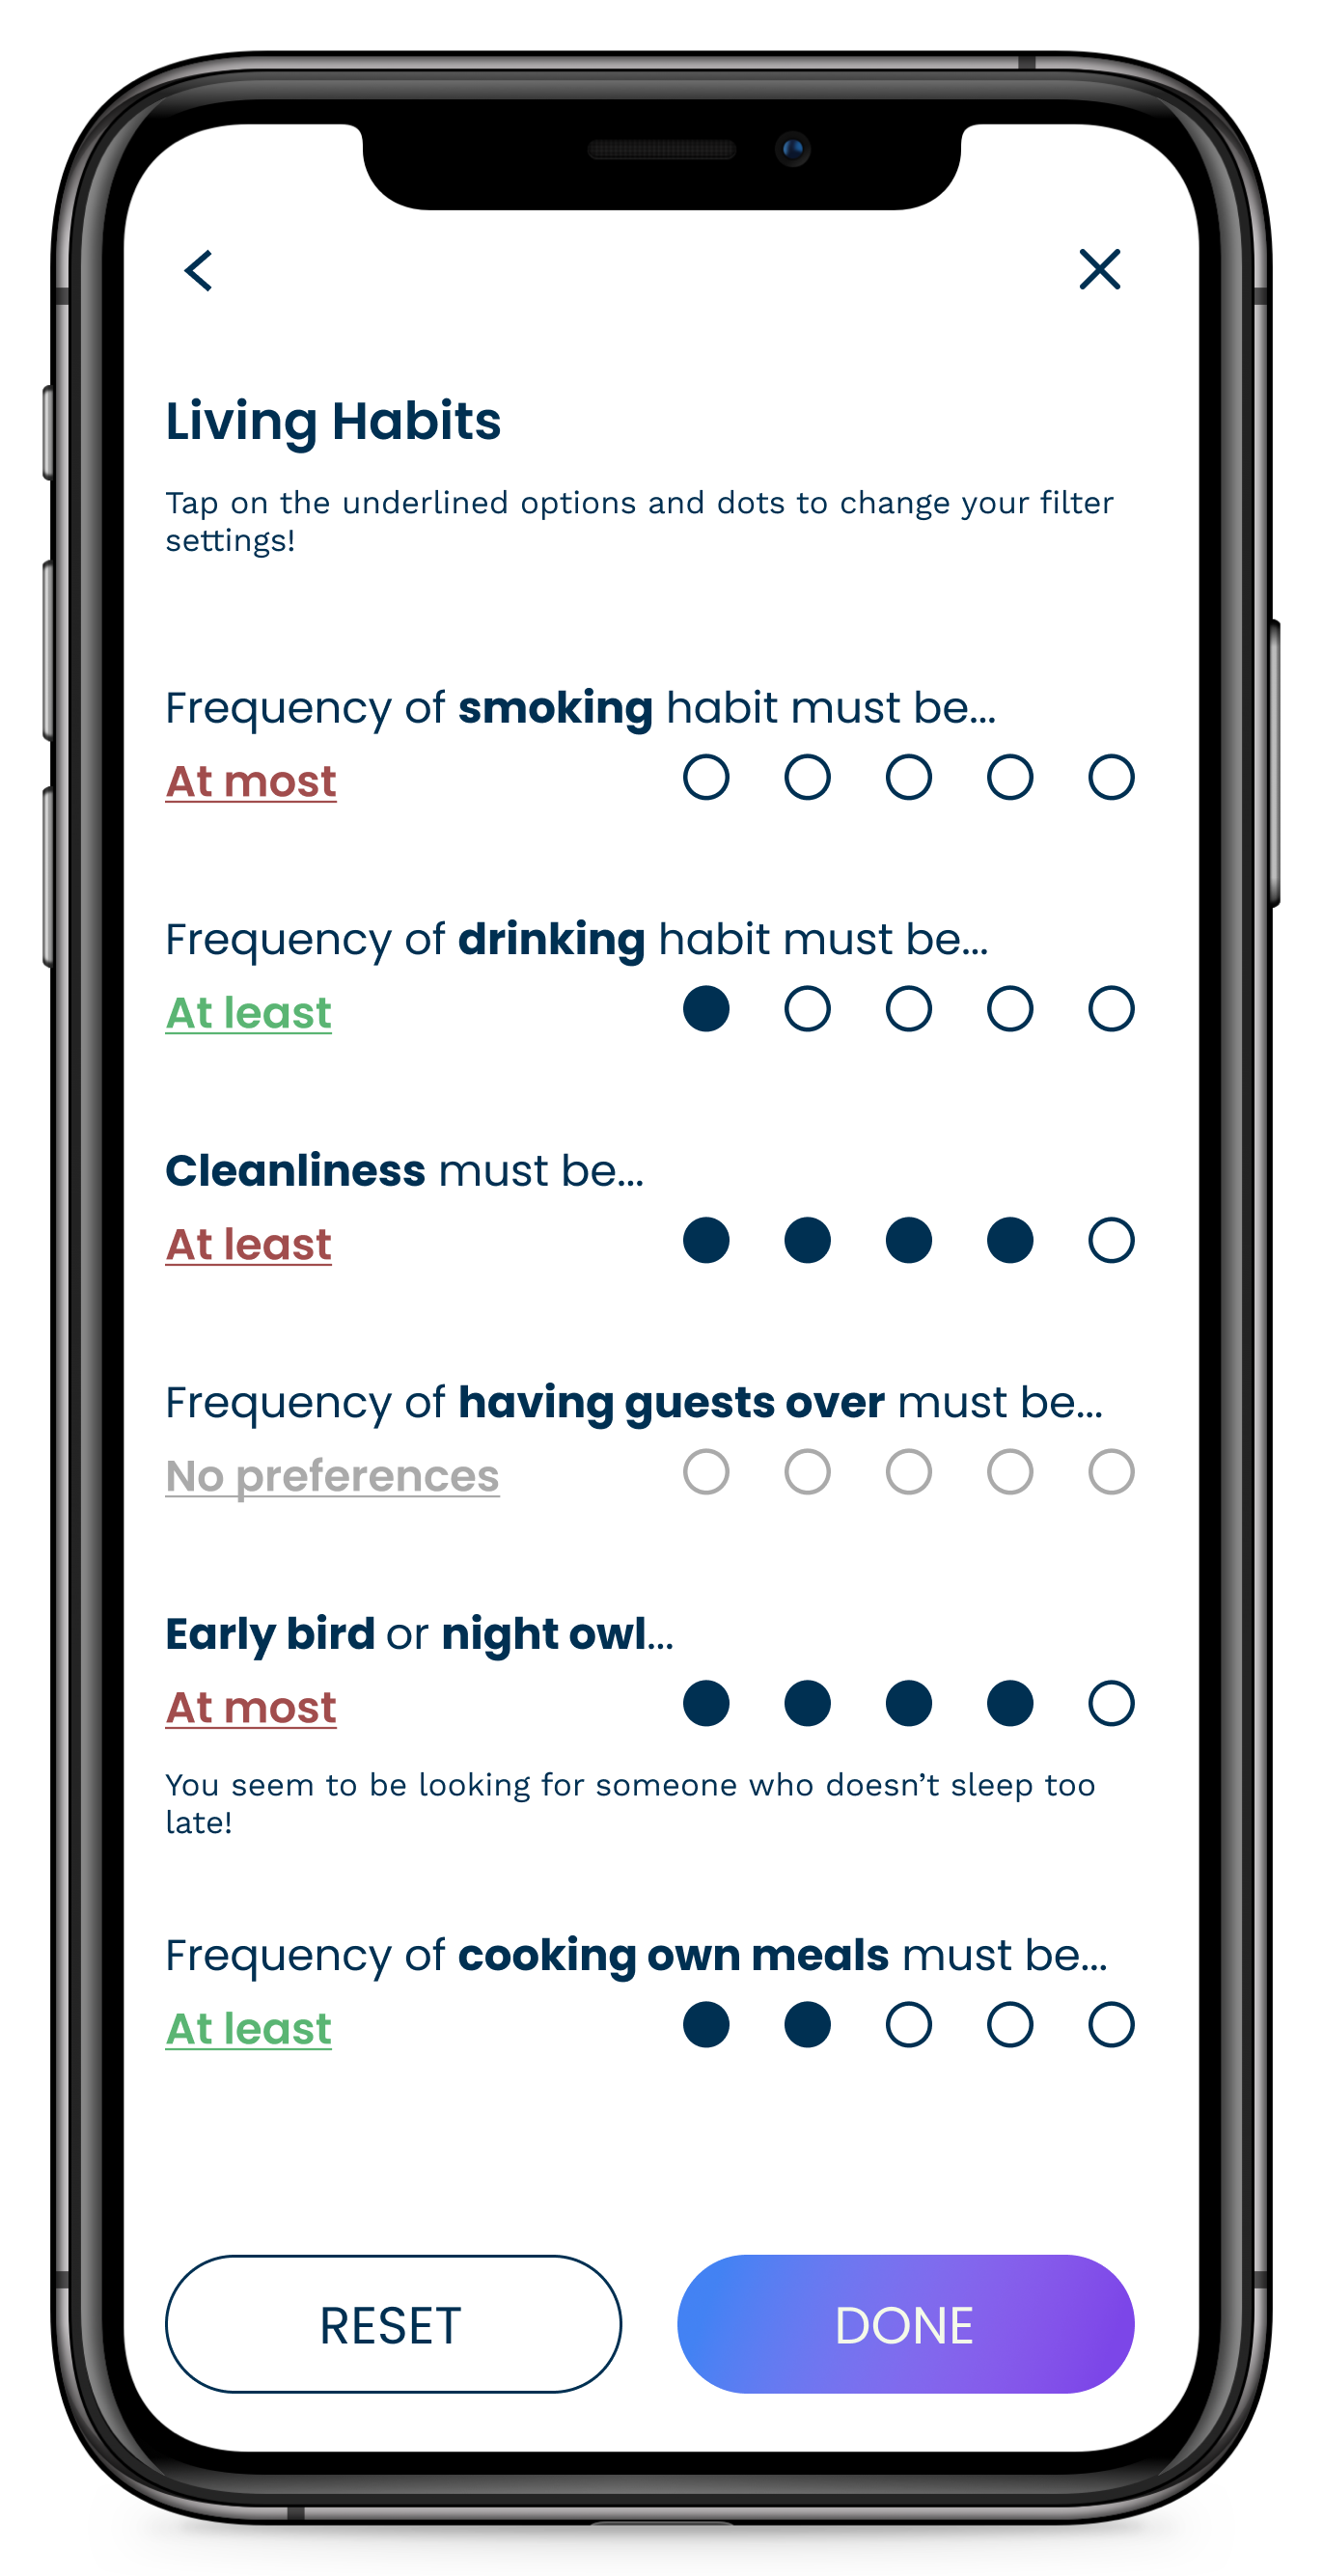 Living Habits
Tap on the underlined options and dots to change your filter
settings!
Frequency of smoking habit must be...
At most
Frequency of drinking habit must be...
At least
Cleanliness must be...
At least
Frequency of having guests over must be...
No preferences
Early bird or night owl...
At most
You seem to be looking for someone who doesn’t sleep too
late!
Frequency of cooking own meals must be...
At least
RESET
DONE